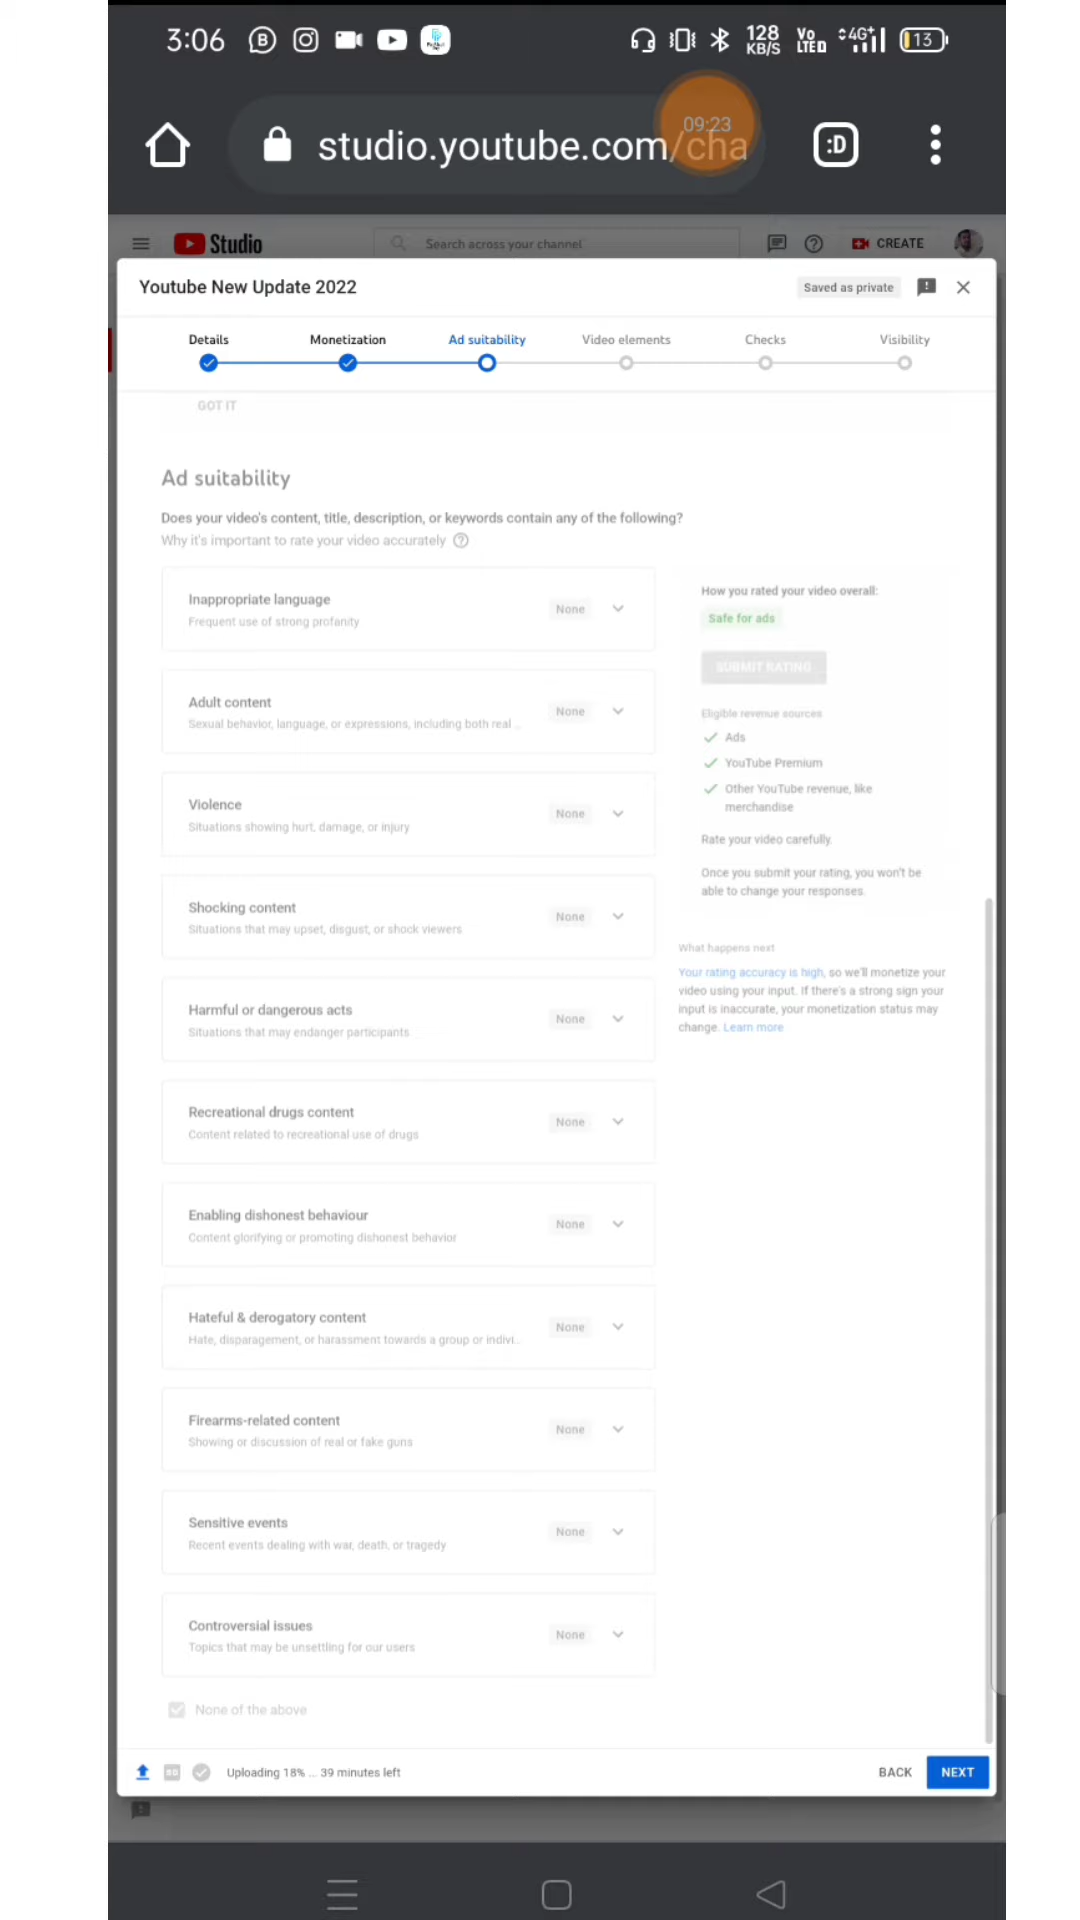 3:06
128
KB/S
Vo
LTED
4G+
13
studio.youtube.com/cha
09:23
:D
Studio
Search across your channel
CREATE
Youtube New Update 2022
Saved as private
Details
Monetization
Ad suitability
Video elements
Checks
Visibility
GOT IT
Ad suitability
Does your video's content, title, description, or keywords contain any of the following?
Why it's important to rate your video accurately
Inappropriate language
Frequent use of strong profanity
None
Adult content
Sexual behavior, language, or expressions, including both real ...
None
Violence
Situations showing hurt, damage, or injury
None
Shocking content
Situations that may upset, disgust, or shock viewers
None
Harmful or dangerous acts
Situations that may endanger participants
None
Recreational drugs content
Content related to recreational use of drugs
None
Enabling dishonest behaviour
Content glorifying or promoting dishonest behavior
None
Hateful & derogatory content
Hate, disparagement, or harassment towards a group or indivi...
None
Firearms-related content
Showing or discussion of real or fake guns
None
Sensitive events
Recent events dealing with war, death, or tragedy
None
Controversial issues
Topics that may be unsettling for our users
None
None of the above
How you rated your video overall:
Safe for ads
SUBMIT RATING
Eligible revenue sources
Ads
YouTube Premium
Other YouTube revenue, like
merchandise
Rate your video carefully.
Once you submit your rating, you won't be
able to change your responses.
What happens next
Your rating accuracy is high, so we'll monetize your
video using your input. If there's a strong sign your
input is inaccurate, your monetization status may
change. Learn more
Uploading 18% ... 39 minutes left
BACK
NEXT